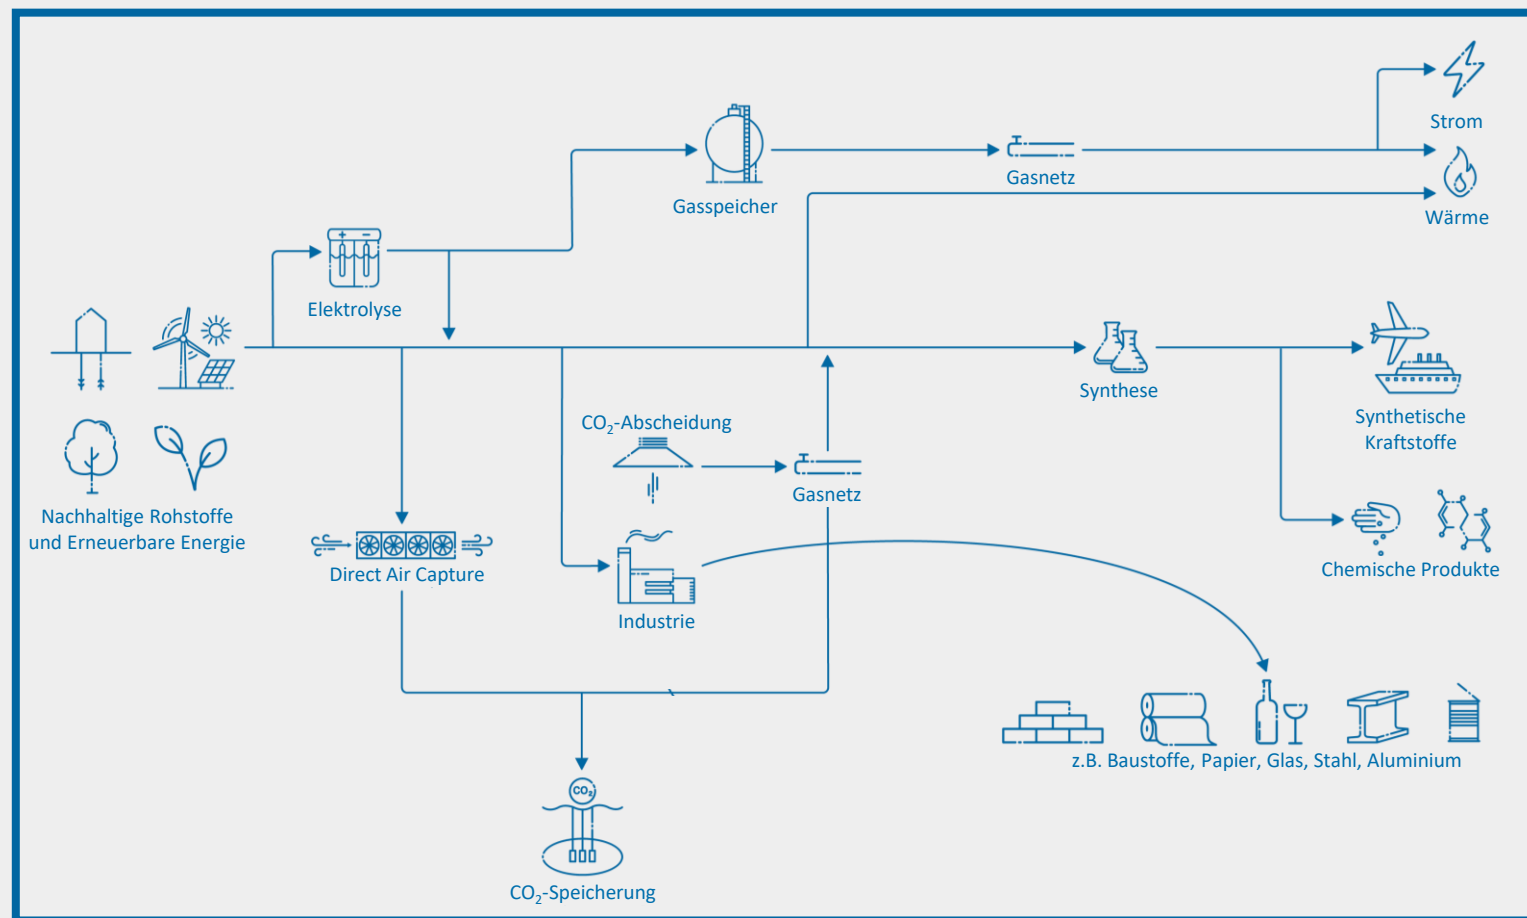 Strom
Gasnetz
Gasspeicher
Wärme
+ −
Elektrolyse
Synthese
Synthetische
Kraftstoffe
CO₂-Abscheidung
Gasnetz
Nachhaltige Rohstoffe
und Erneuerbare Energie
Direct Air Capture
Chemische Produkte
Industrie
z.B. Baustoffe, Papier, Glas, Stahl, Aluminium
CO₂
CO₂-Speicherung